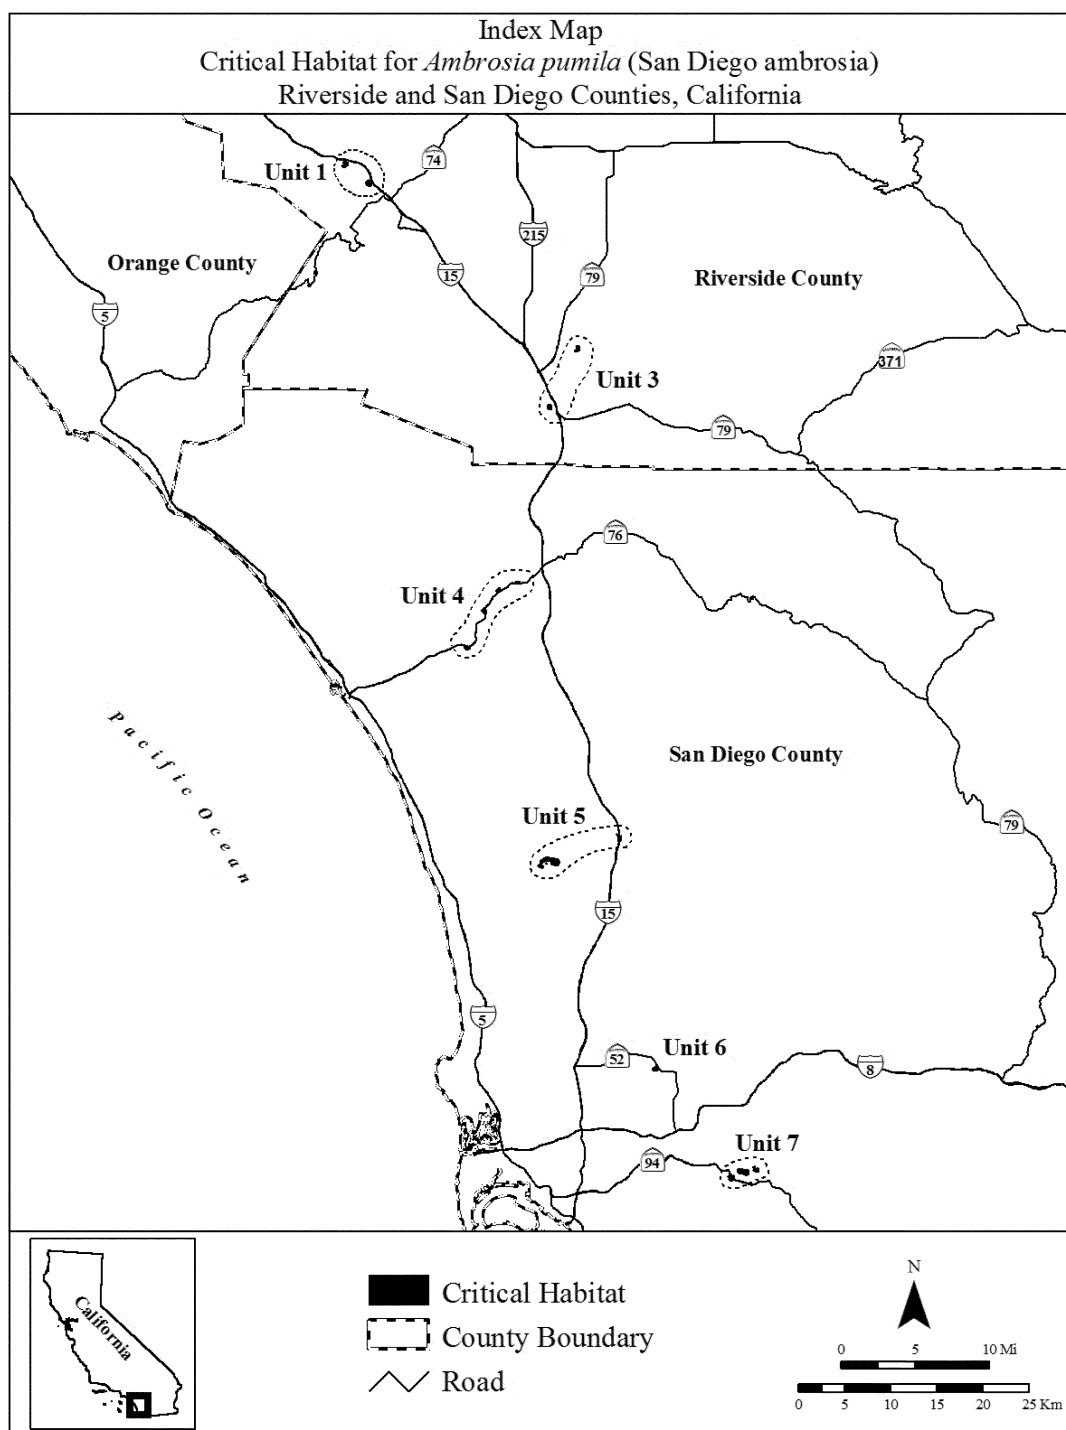 Index Map
Critical Habitat for Ambrosia pumila (San Diego ambrosia)
Riverside and San Diego Counties, California
Unit 1
74
215
Orange County
15
79
Riverside County
5
371
Unit 3
79
76
Unit 4
Pacific Ocean
San Diego County
Unit 5
79
15
5
52
Unit 6
8
Unit 7
94
California
Critical Habitat
County Boundary
Road
N
0 5 10 Mi
0 5 10 15 20 25 Km